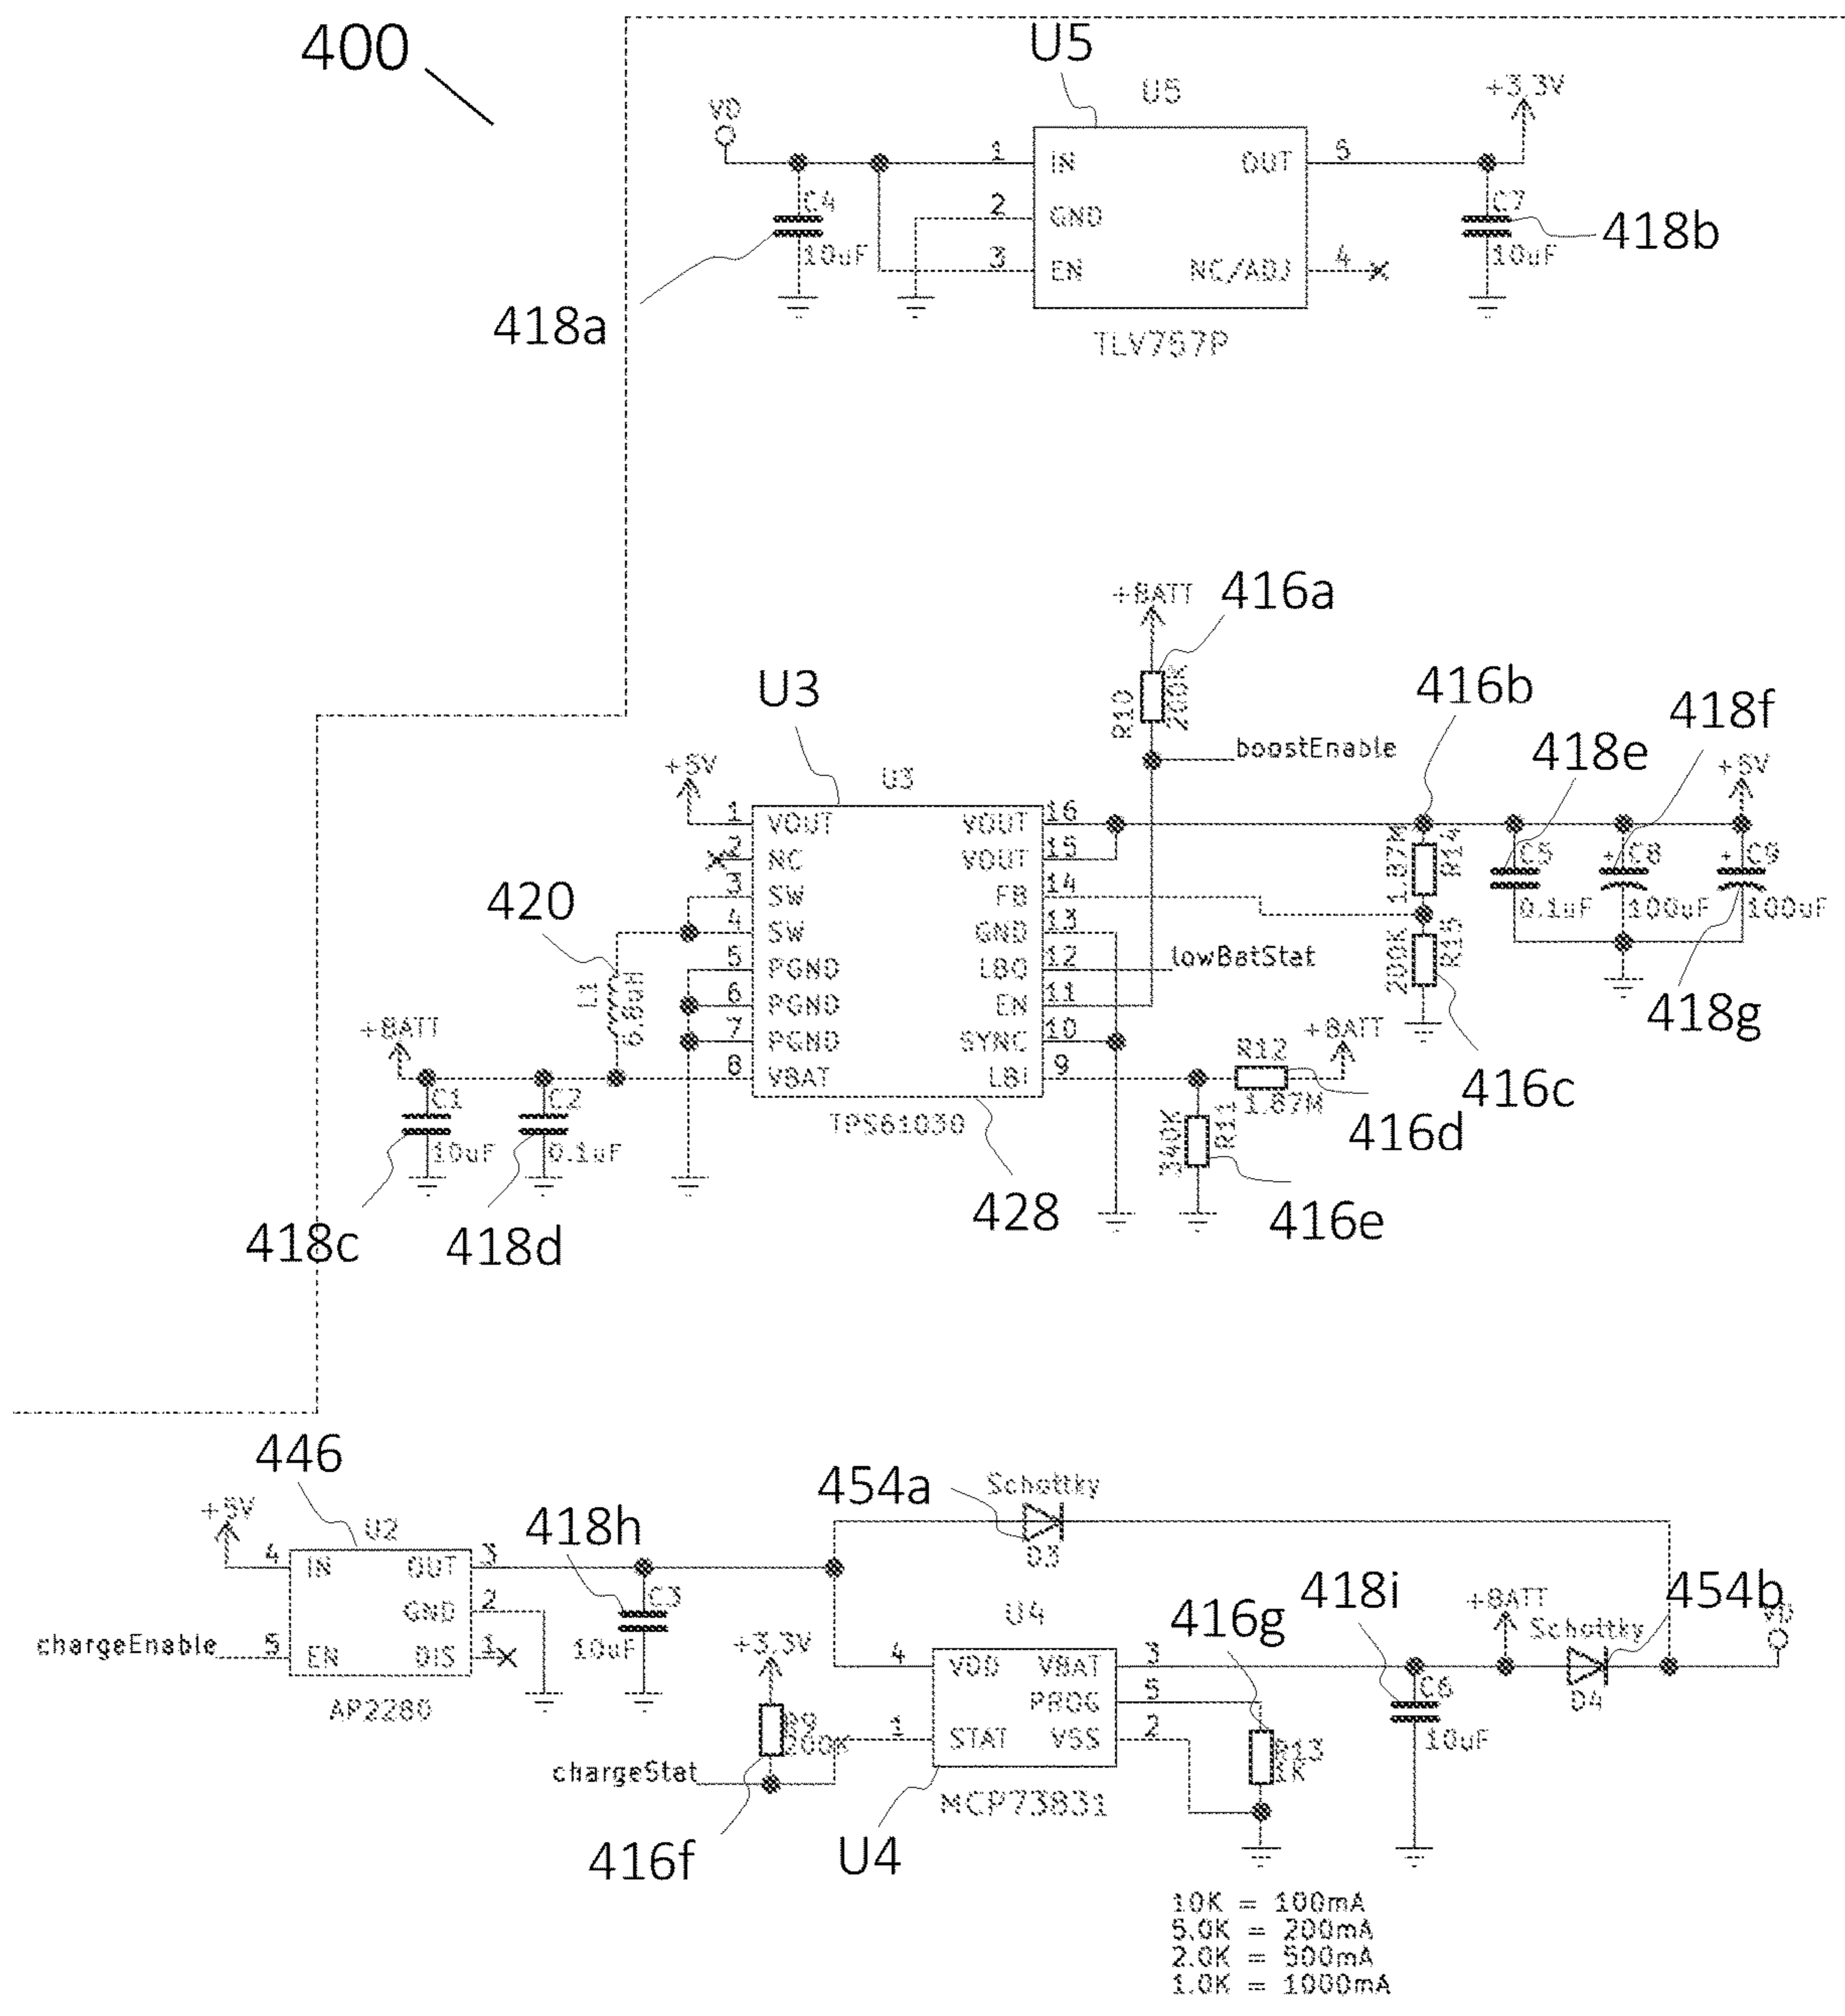 400
U5
U5
VD
+3.3V
1
IN
OUT
5
C4
10uF
2
GND
C7
10uF
418b
3
EN
NC/ADJ
4
418a
TLV757P
+BATT
416a
U3
R10
200K
416b
418f
boostEnable
418e
+5V
U3
+5V
1
VOUT
VOUT
16
2
NC
VOUT
15
1.87M
R14
C5
0.1uF
+
C8
100uF
+
C9
100uF
3
SW
FB
14
420
4
SW
GND
13
5
PGND
LBO
12
lowBatStat
200K
R15
L1
6.8uH
6
PGND
EN
11
418g
+BATT
7
PGND
SYNC
10
R12
+BATT
8
VBAT
LBI
9
1.87M
416c
C1
10uF
C2
0.1uF
TPS61030
340K
R11
416d
418c
418d
428
416e
446
454a
Schottky
+5V
U2
418h
4
IN
OUT
3
D3
GND
2
C3
10uF
U4
416g
418i
+BATT
454b
chargeEnable
5
EN
DIS
1
+3.3V
Schottky
VD
4
VDD
VBAT
3
AP2280
PROG
5
C6
10uF
D4
R9
200K
1
STAT
VSS
2
R13
1K
chargeStat
MCP73831
416f
U4
10K = 100mA
5.0K = 200mA
2.0K = 500mA
1.0K = 1000mA